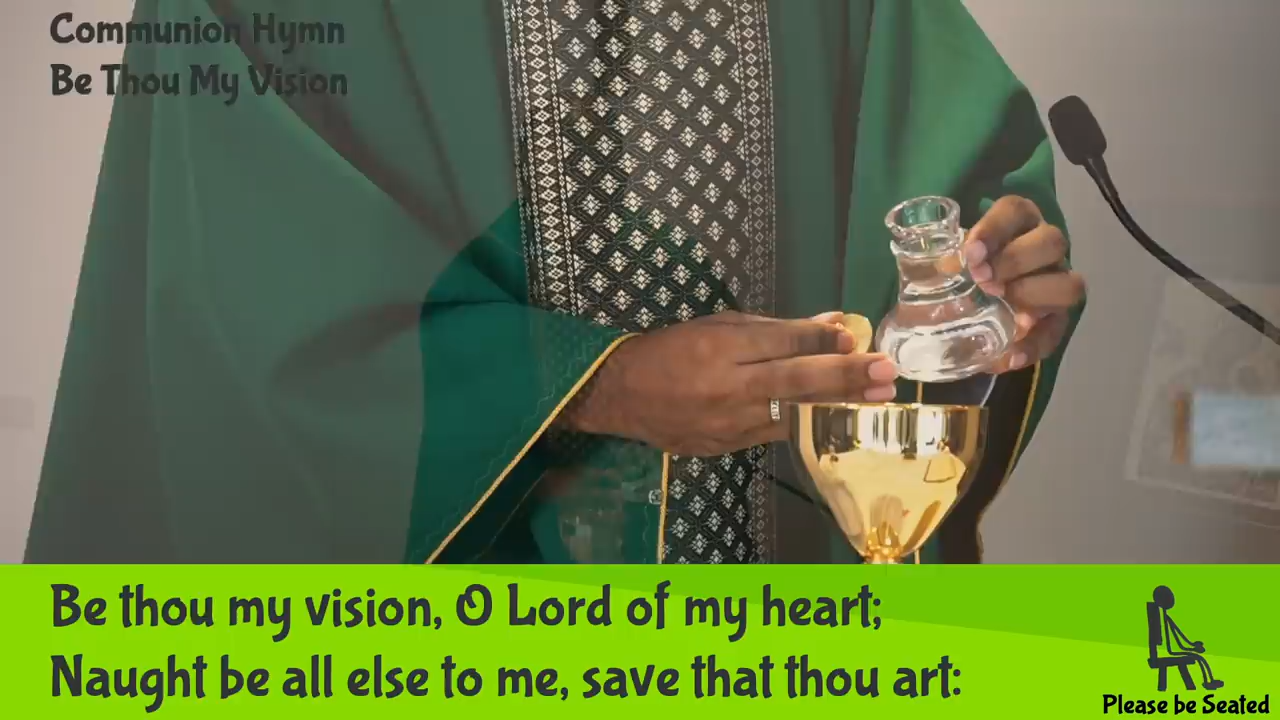 Communion Hymn
Be Thou My Vision
Be thou my vision, O Lord of my heart;
Naught be all else to me, save that thou art:
Please be Seated